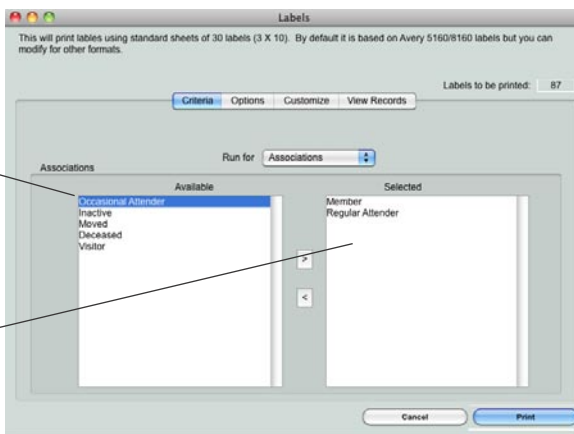 Labels
This will print lables using standard sheets of 30 labels (3 X 10). By default it is based on Avery 5160/8160 labels but you can
modify for other formats.
Labels to be printed: 87
Criteria Options Customize View Records
Run for Associations
Associations
Available Selected
Occasional Attender Member
Inactive Regular Attender
Moved
Deceased
Visitor
>
<
Cancel Print